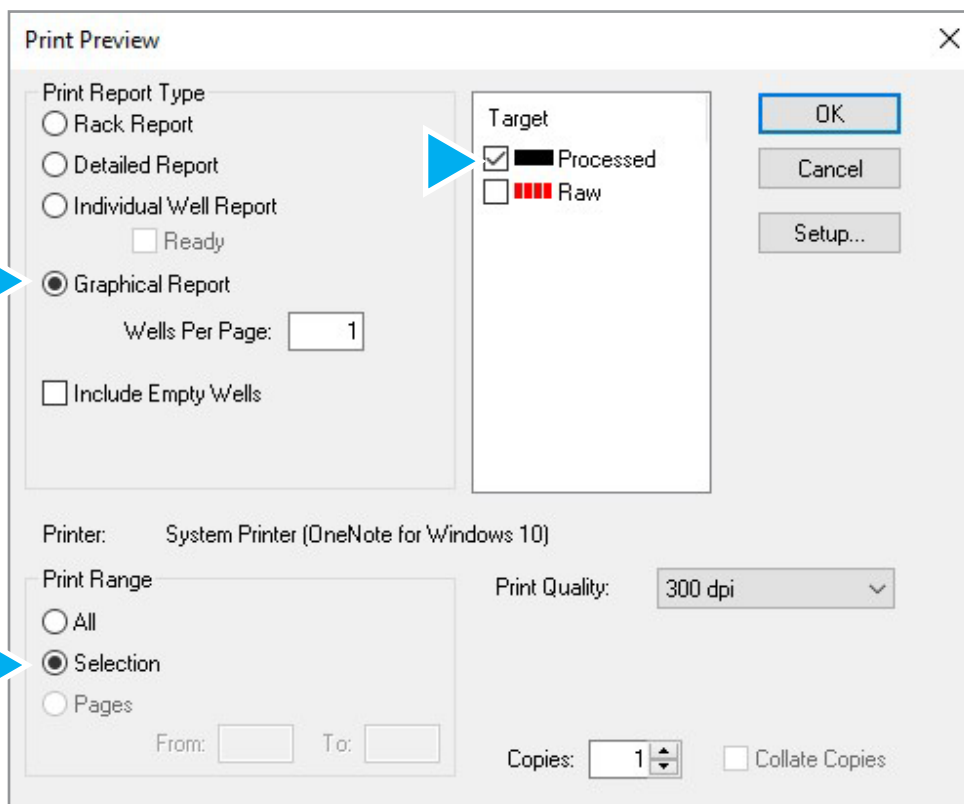 Print Preview
Print Report Type
Rack Report
Detailed Report
Individual Well Report
Ready
Graphical Report
Wells Per Page: 1
Include Empty Wells
Target
Processed
Raw
OK
Cancel
Setup...
Printer: System Printer (OneNote for Windows 10)
Print Range
All
Selection
Pages
From: To:
Print Quality: 300 dpi
Copies: 1 Collate Copies